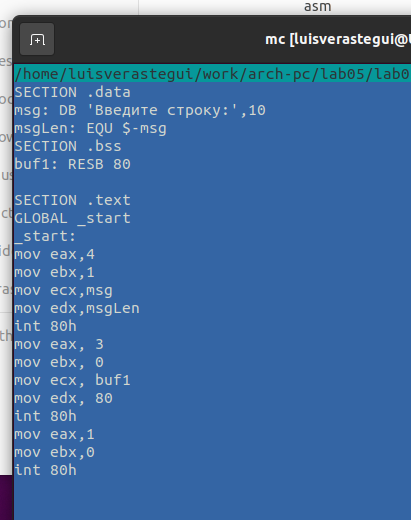 asm
mc [luisverastegui@
/home/luisverastegui/work/arch-pc/lab05/lab0
SECTION .data
msg: DB 'Введите строку:',10
msgLen: EQU $-msg
SECTION .bss
buf1: RESB 80
SECTION .text
GLOBAL _start
_start:
mov eax,4
mov ebx,1
mov ecx,msg
mov edx,msgLen
int 80h
mov eax, 3
mov ebx, 0
mov ecx, buf1
mov edx, 80
int 80h
mov eax,1
mov ebx,0
int 80h